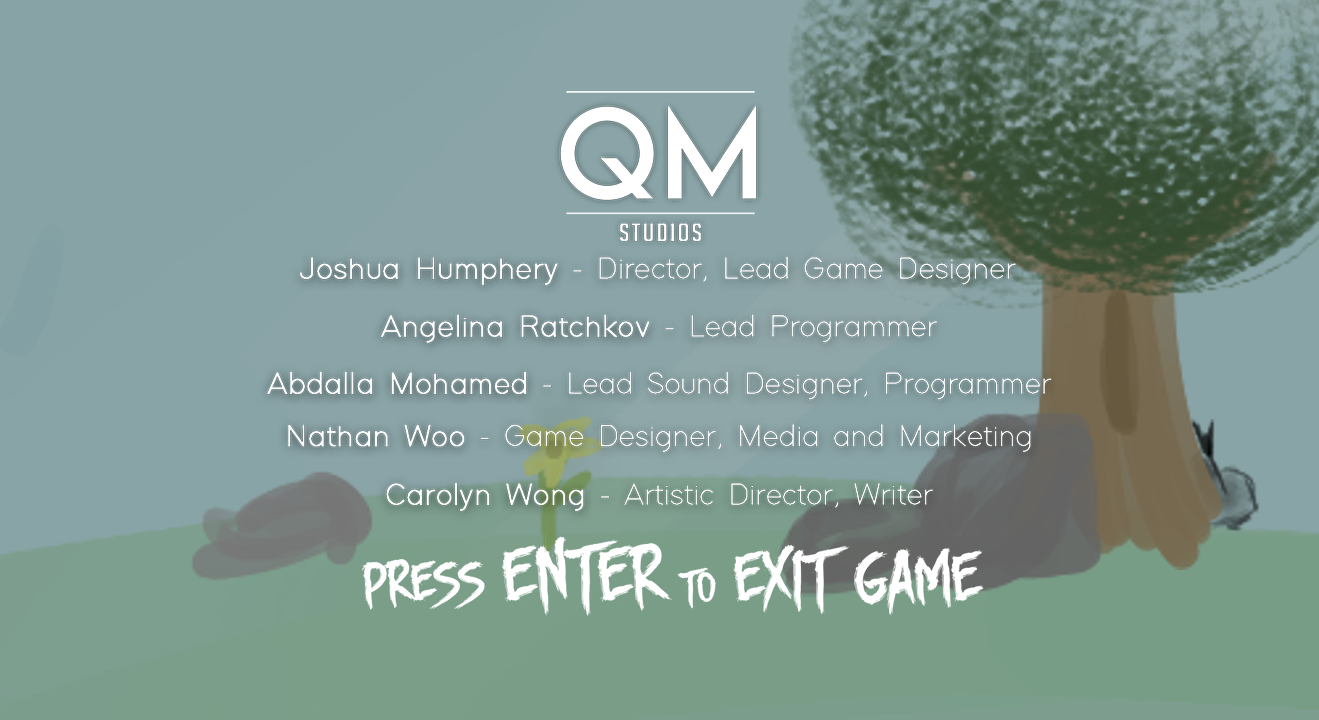 QM
STUDIOS
Joshua Humphery - Director, Lead Game Designer
Angelina Ratchkov - Lead Programmer
Abdalla Mohamed - Lead Sound Designer, Programmer
Nathan Woo - Game Designer, Media and Marketing
Carolyn Wong - Artistic Director, Writer
PRESS ENTER TO EXIT GAME